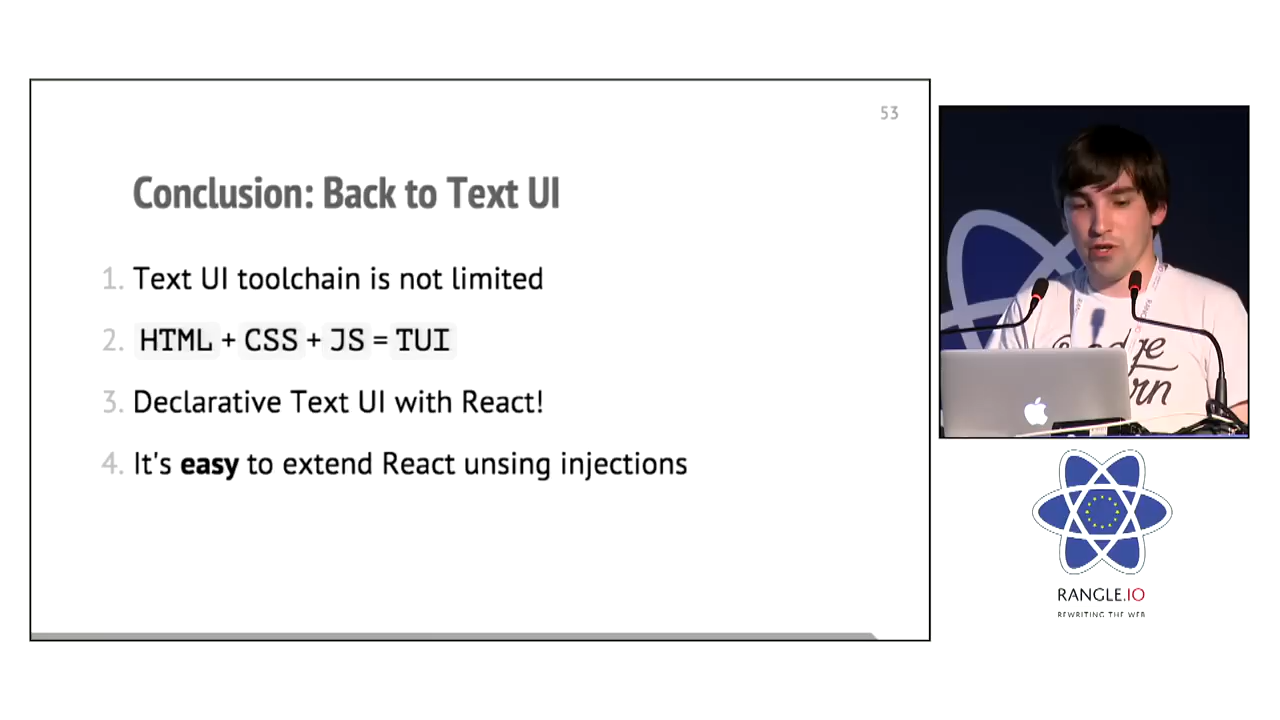 53
Conclusion: Back to Text UI
1. Text UI toolchain is not limited
2. HTML + CSS + JS = TUI
3. Declarative Text UI with React!
4. It's easy to extend React unsing injections
RANGLE.IO
REWRITING THE WEB